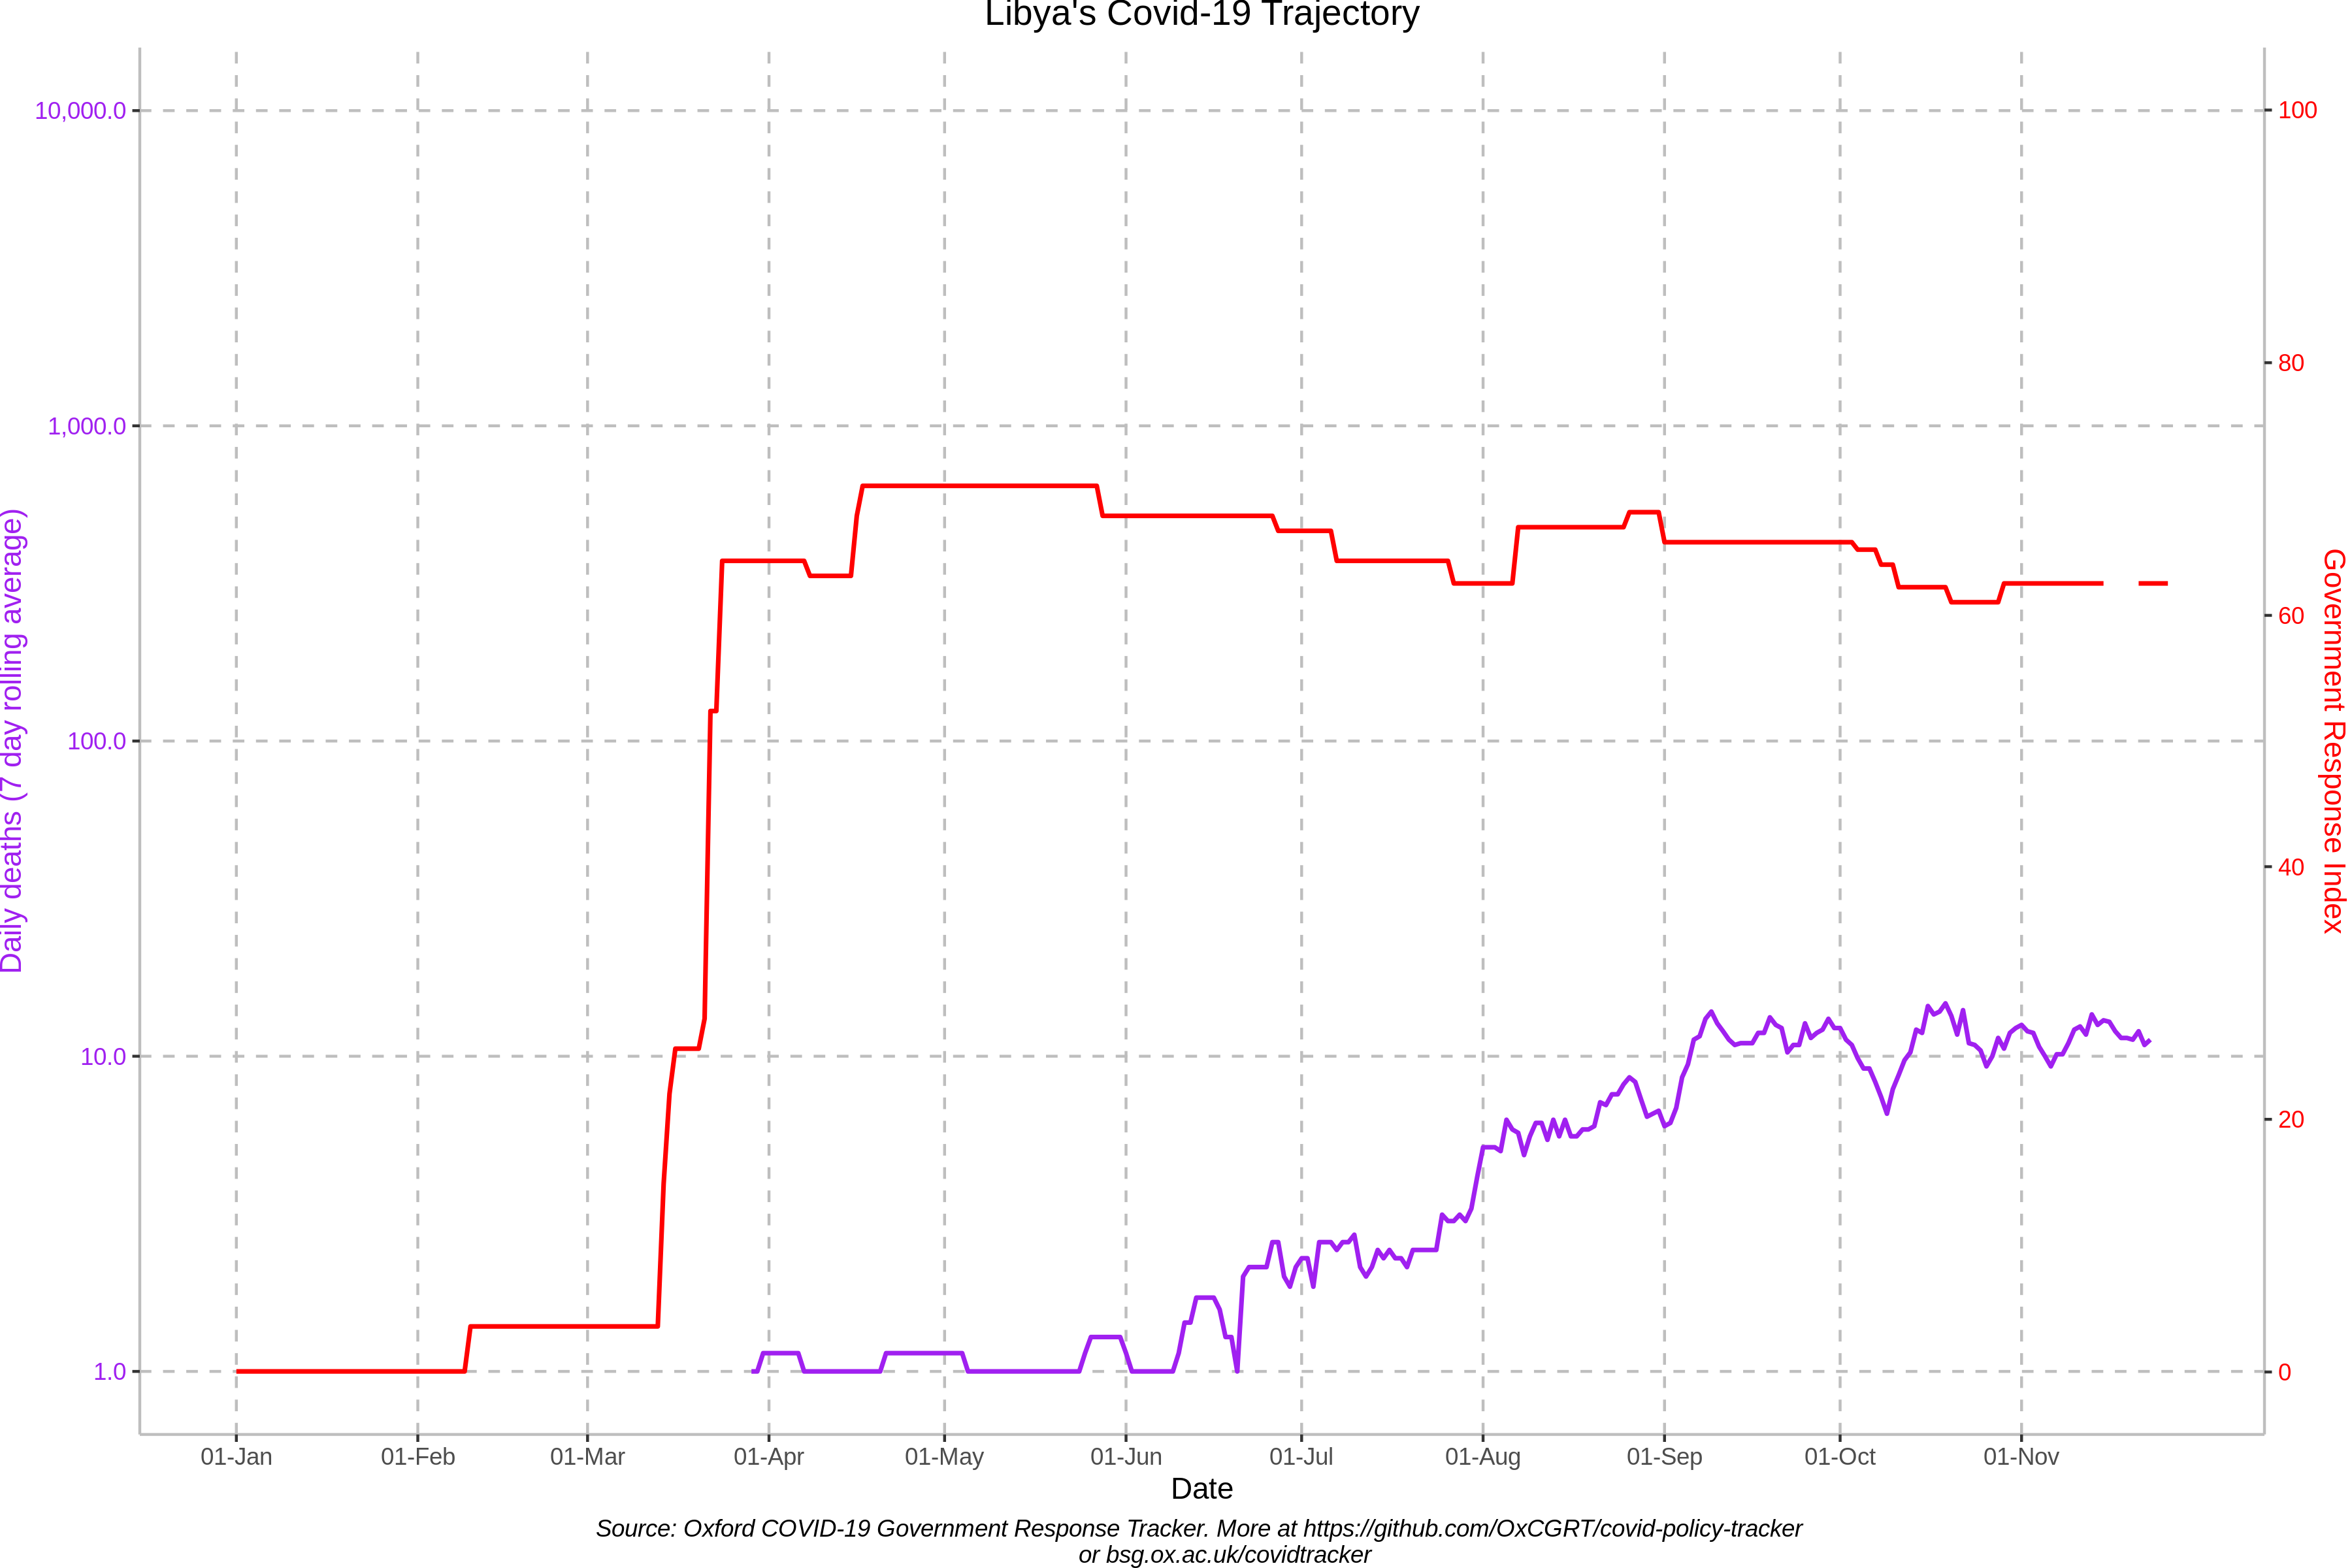 Libya's Covid-19 Trajectory
10,000.0
1,000.0
100.0
10.0
1.0
Daily deaths (7 day rolling average)
100
80
60
40
20
0
Government Response Index
01-Jan 01-Feb 01-Mar 01-Apr 01-May 01-Jun 01-Jul 01-Aug 01-Sep 01-Oct 01-Nov
Date
Source: Oxford COVID-19 Government Response Tracker. More at https://github.com/OxCGRT/covid-policy-tracker
or bsg.ox.ac.uk/covidtracker